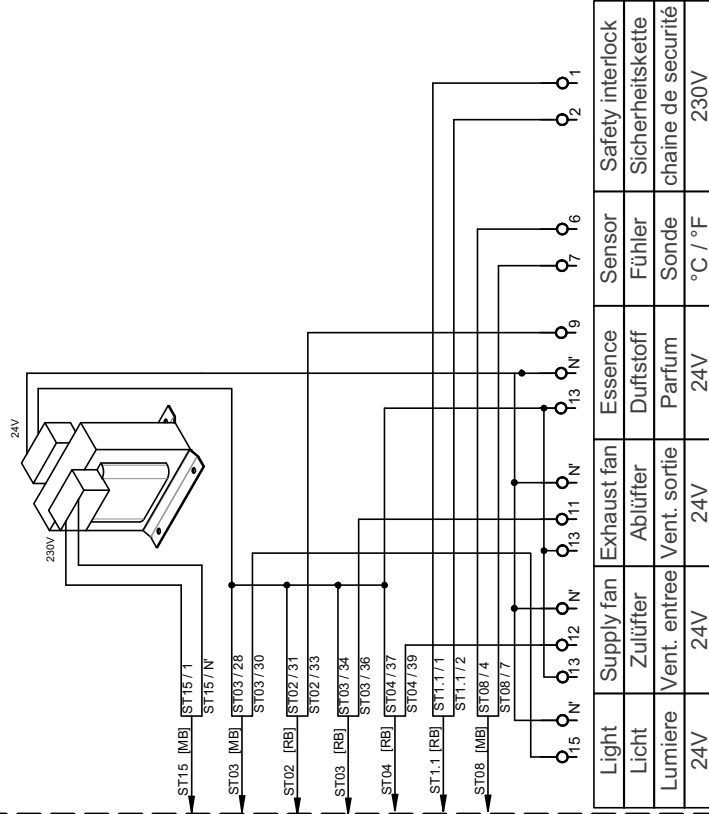 24V
230V
ST15 [MB]
ST15 / 1
ST15 / N'
ST03 [MB]
ST03 / 28
ST03 / 30
ST02 [RB]
ST02 / 31
ST02 / 33
ST03 [RB]
ST03 / 34
ST03 / 36
ST04 [RB]
ST04 / 37
ST04 / 39
ST1.1 [RB]
ST1.1 / 1
ST1.1 / 2
ST08 [MB]
ST08 / 4
ST08 / 7
15
N'
13
12
N'
13
11
N'
13
N'
9
7
6
2
1
Light
Licht
Lumiere
24V
Supply fan
Zulüfter
Vent. entree
24V
Exhaust fan
Ablüfter
Vent. sortie
24V
Essence
Duftstoff
Parfum
24V
Sensor
Fühler
Sonde
°C / °F
Safety interlock
Sicherheitskette
chaine de securité
230V